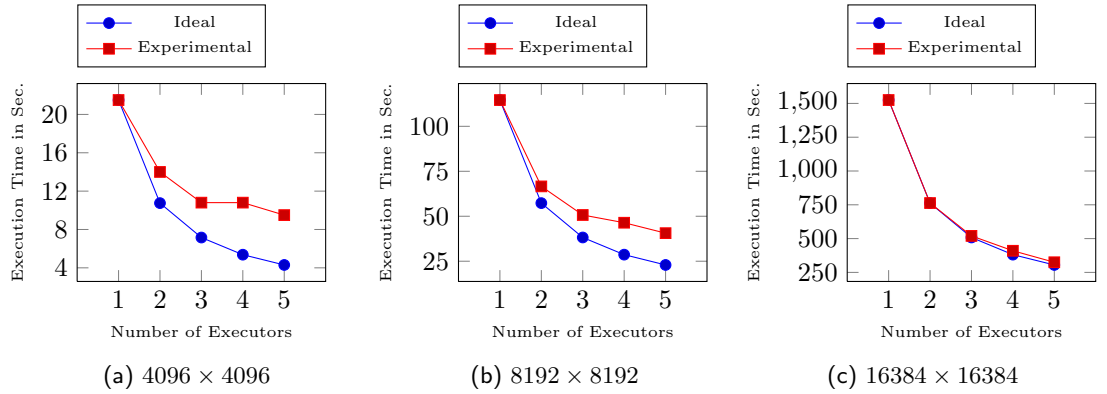 Ideal
Experimental
20
16
12
8
4
1 2 3 4 5
Execution Time in Sec.
Number of Executors
(a) 4096 × 4096
Ideal
Experimental
100
75
50
25
1 2 3 4 5
Execution Time in Sec.
Number of Executors
(b) 8192 × 8192
Ideal
Experimental
1,500
1,250
1,000
750
500
250
1 2 3 4 5
Execution Time in Sec.
Number of Executors
(c) 16384 × 16384